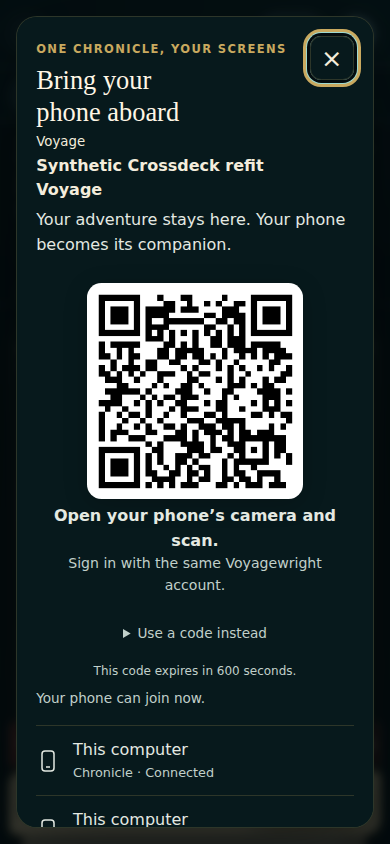 ONE CHRONICLE, YOUR SCREENS
Bring your
phone aboard
Voyage
Synthetic Crossdeck refit
Voyage
Your adventure stays here. Your phone
becomes its companion.
Open your phone’s camera and
scan.
Sign in with the same Voyagewright
account.
Use a code instead
This code expires in 600 seconds.
Your phone can join now.
This computer
Chronicle · Connected
This computer